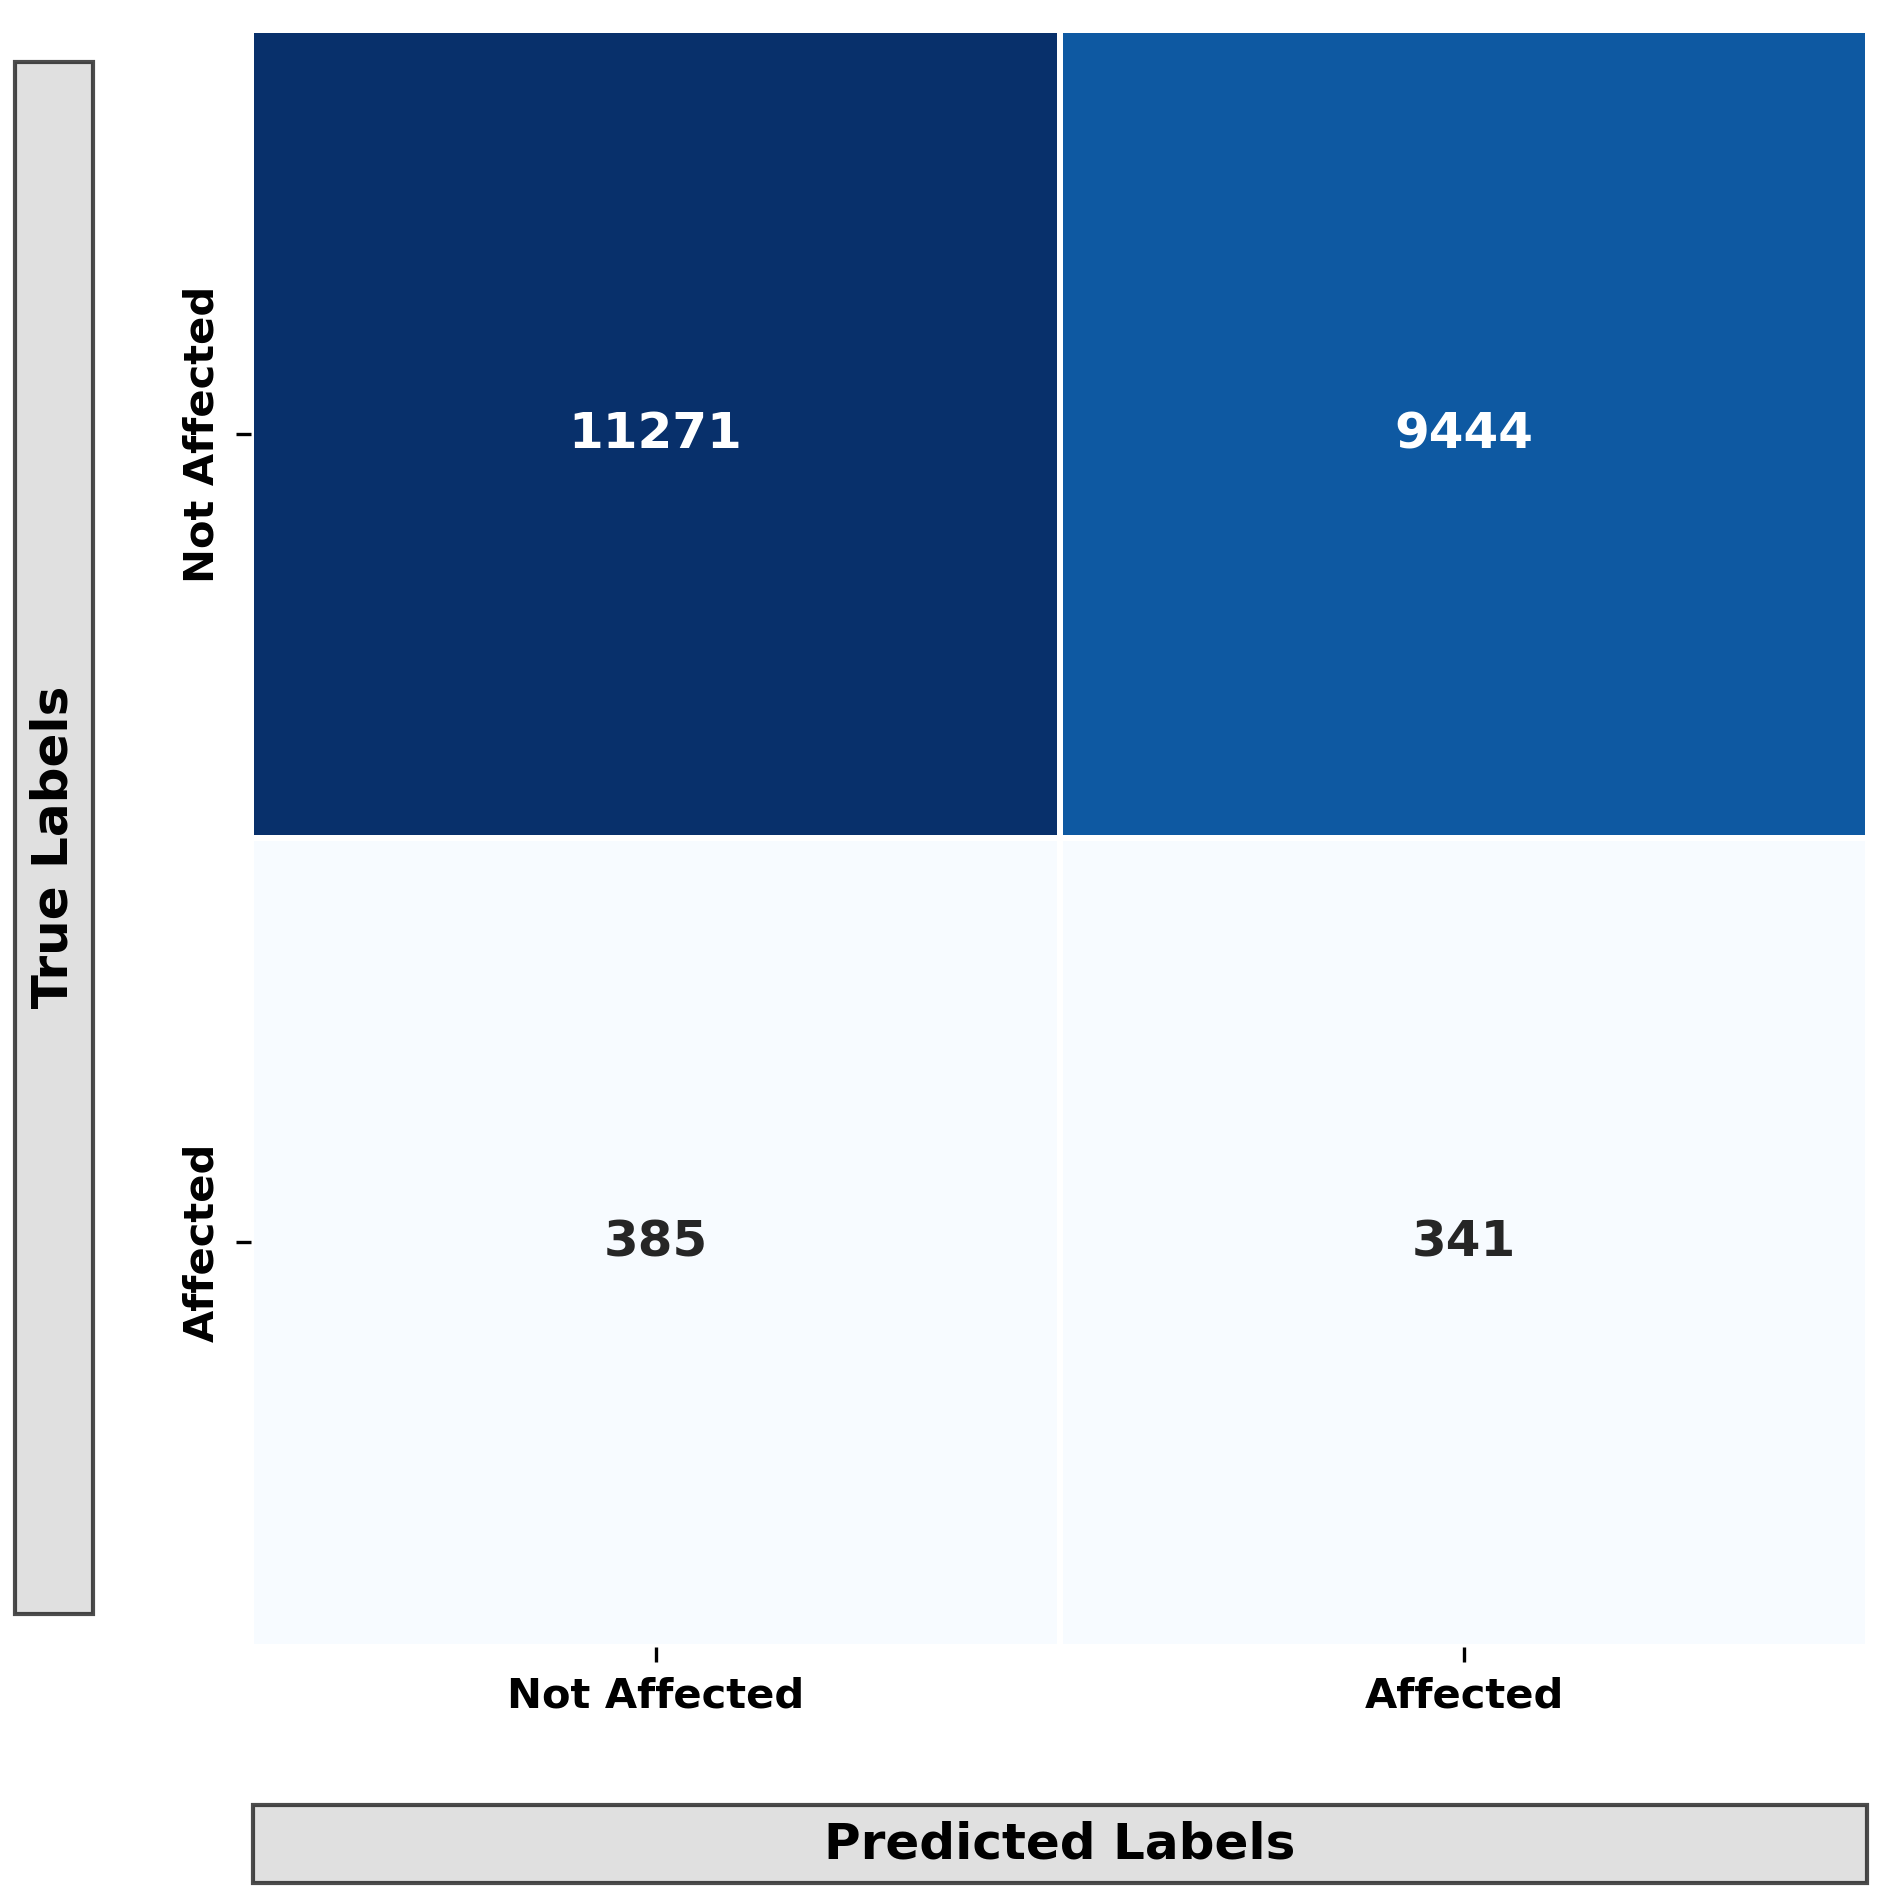 True Labels
Not Affected
11271
9444
Affected
385
341
Not Affected
Affected
Predicted Labels